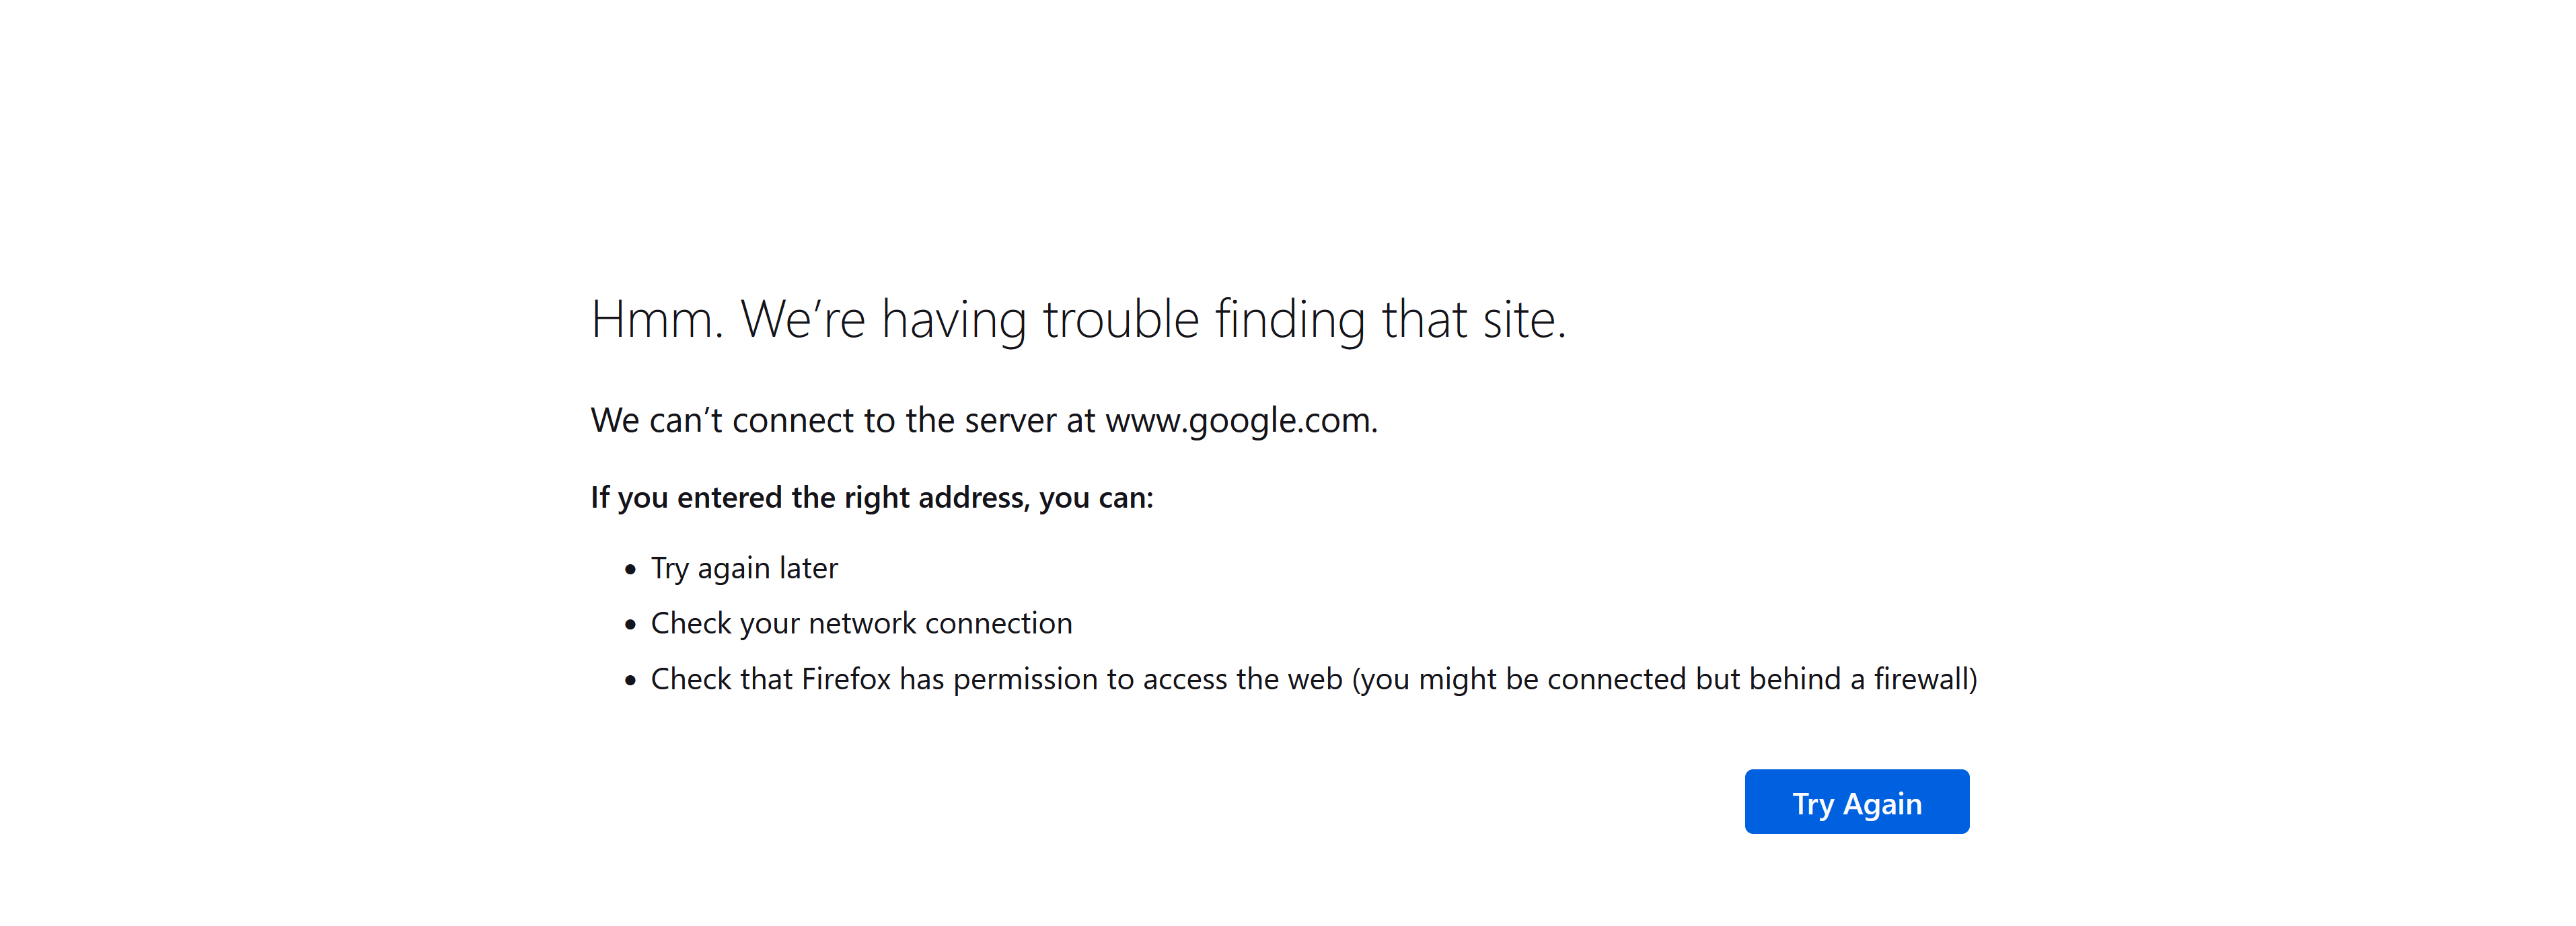 Hmm. We’re having trouble finding that site.
We can’t connect to the server at www.google.com.
If you entered the right address, you can:
• Try again later
• Check your network connection
• Check that Firefox has permission to access the web (you might be connected but behind a firewall)
Try Again